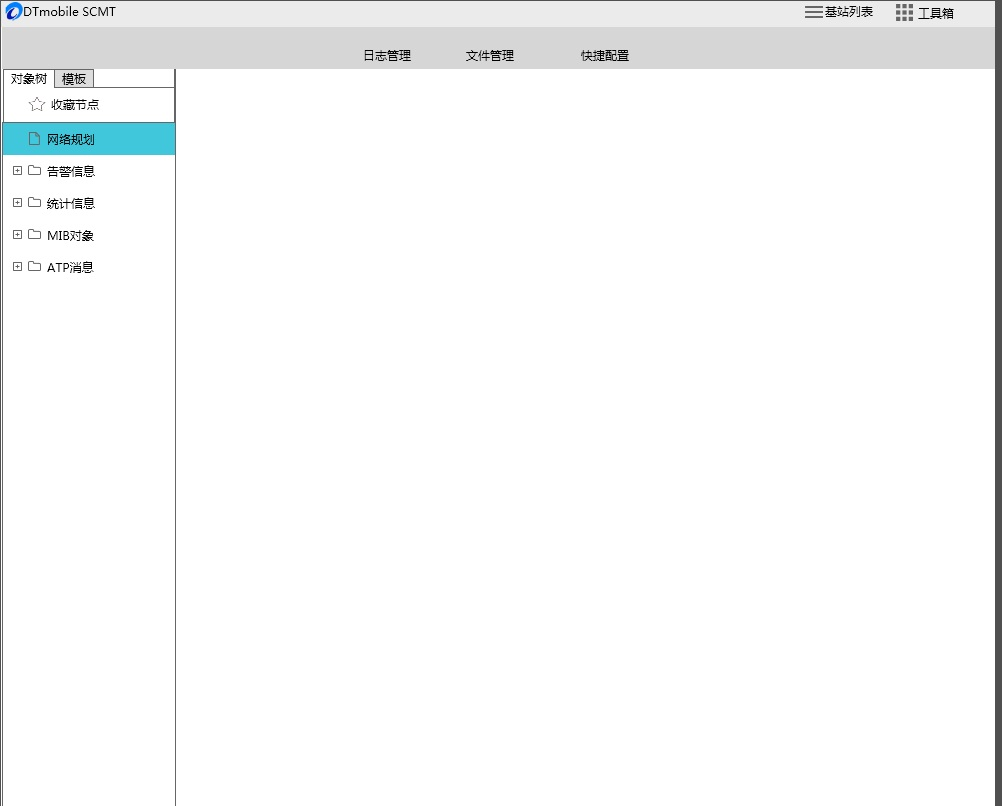 DTmobile SCMT
基站列表
工具箱
日志管理 文件管理 快捷配置
对象树 模板
收藏节点
网络规划
告警信息
统计信息
MIB对象
ATP消息